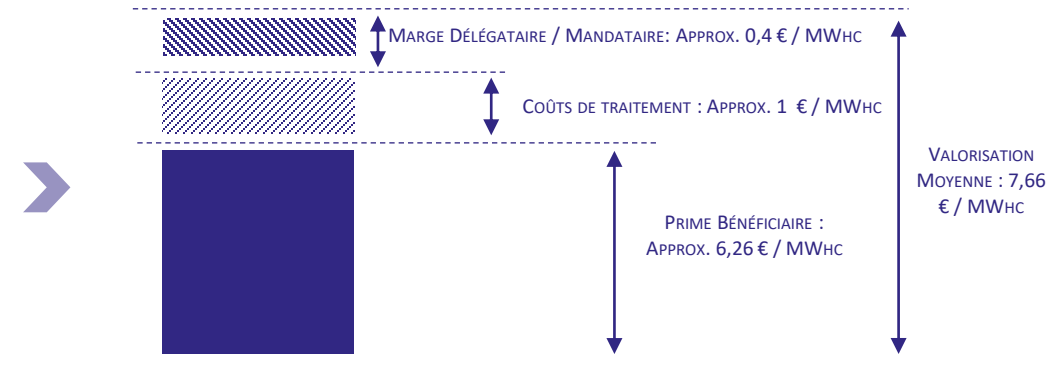 Marge Délégataire / Mandataire: Approx. 0,4 € / MWhc
Coûts de traitement : Approx. 1 € / MWhc
Valorisation
Moyenne : 7,66
€ / MWhc
Prime Bénéficiaire :
Approx. 6,26 € / MWhc